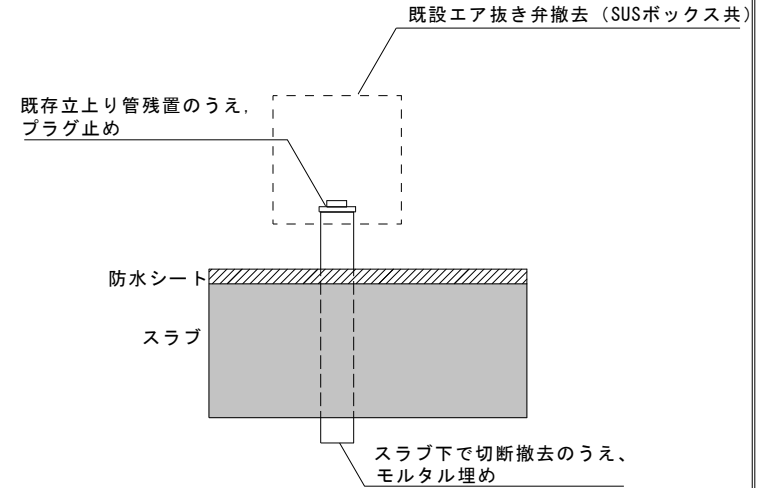 既設エア抜き弁撤去（SUSボックス共）
既存立上り管残置のうえ，
プラグ止め
防水シート
スラブ
スラブ下で切断撤去のうえ、
モルタル埋め